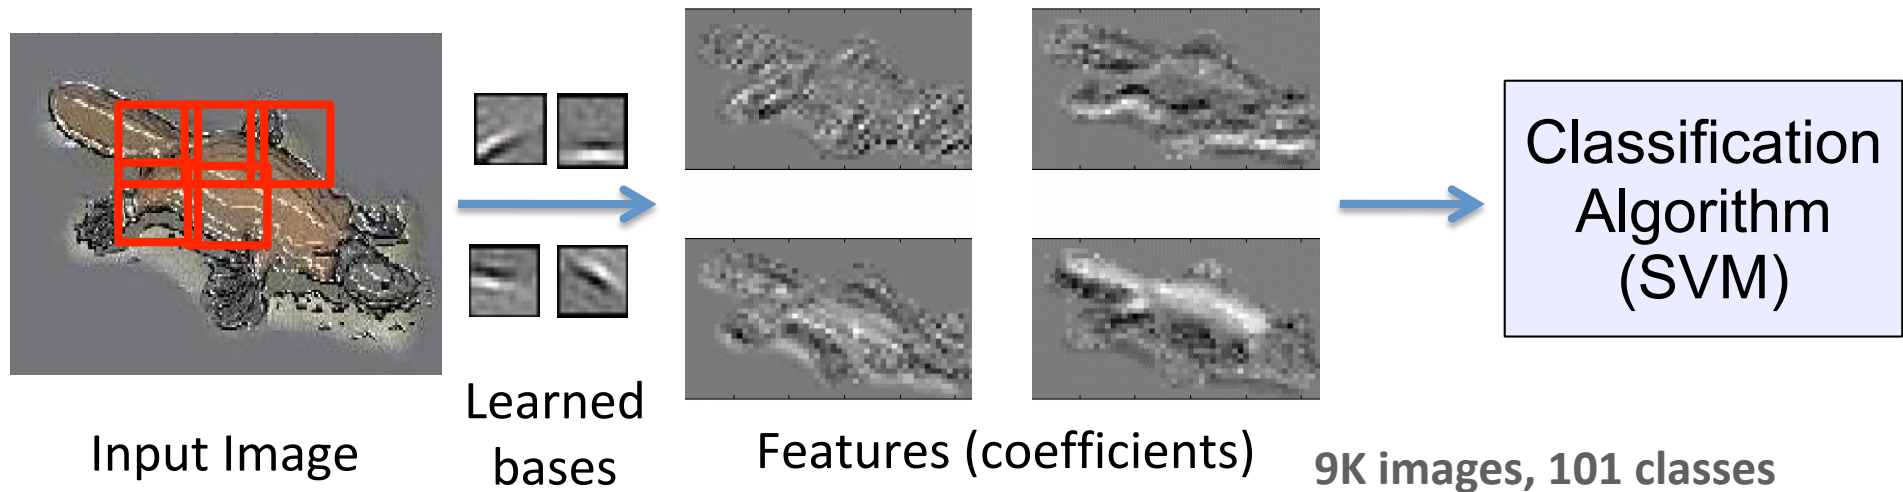 Input Image
Learned
bases
Features (coefficients)
Classification
Algorithm
(SVM)
9K images, 101 classes